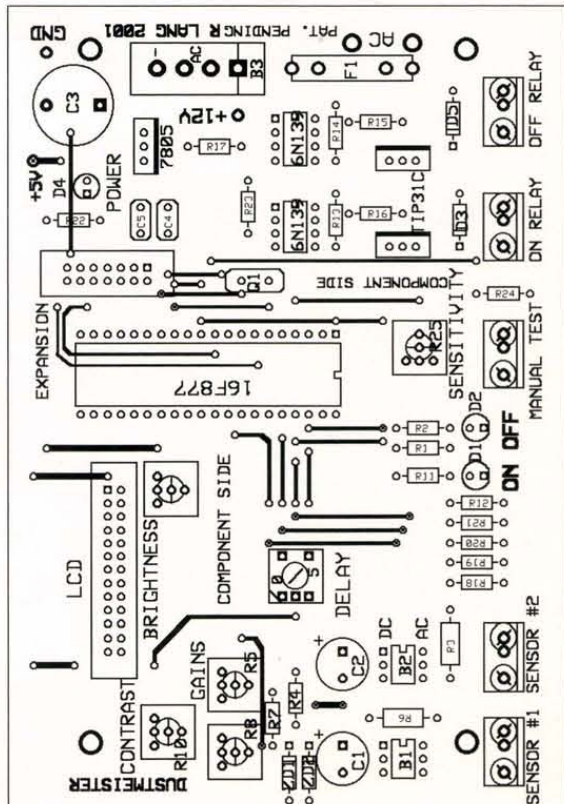 GND
PAT. PENDING R LANG 2001
AC
- AC
B3
F1
C3
+12V
7805
R17
6N139
R14
R15
D5
OFF RELAY
+5V
D4
POWER
R22
C5
C4
R23
6N139
R13
R16
TIP31C
D3
ON RELAY
Q1
COMPONENT SIDE
R24
EXPANSION
16F877
R25
SENSITIVITY
MANUAL TEST
R2
D2
R1
D1
R11
ON OFF
R12
R21
R20
R19
R18
LCD
BRIGHTNESS
COMPONENT SIDE
0
5
DELAY
CONTRAST
R10
GAINS
R5
R8
R7
R4
+
C2
DC
B2
AC
R3
SENSOR #2
R6
ZD1
+
C1
B1
SENSOR #1
DUSTMEISTER